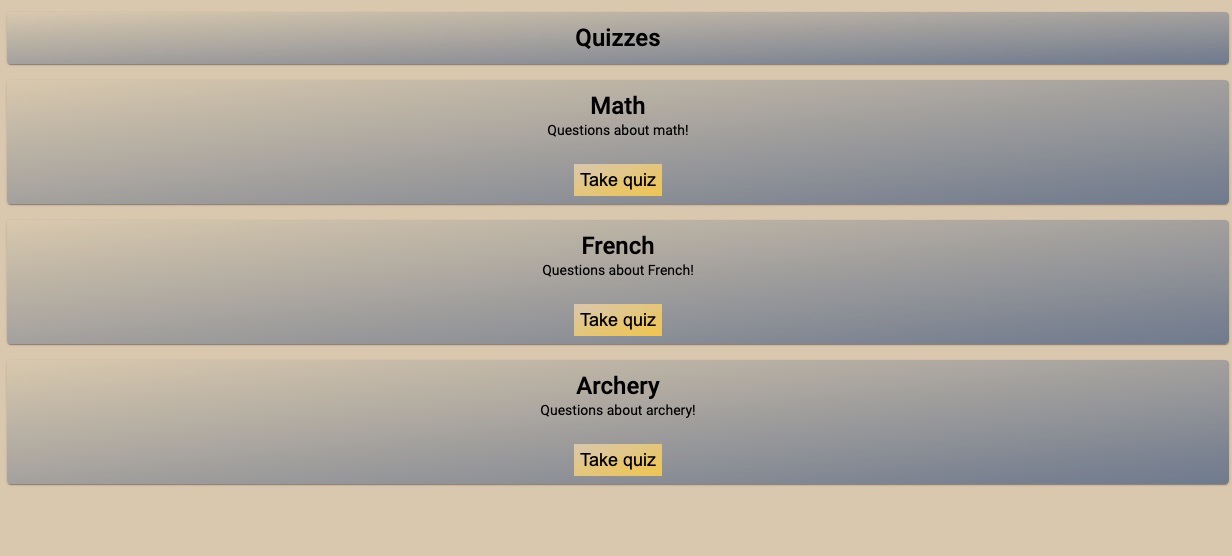 Quizzes
Math
Questions about math!
Take quiz
French
Questions about French!
Take quiz
Archery
Questions about archery!
Take quiz